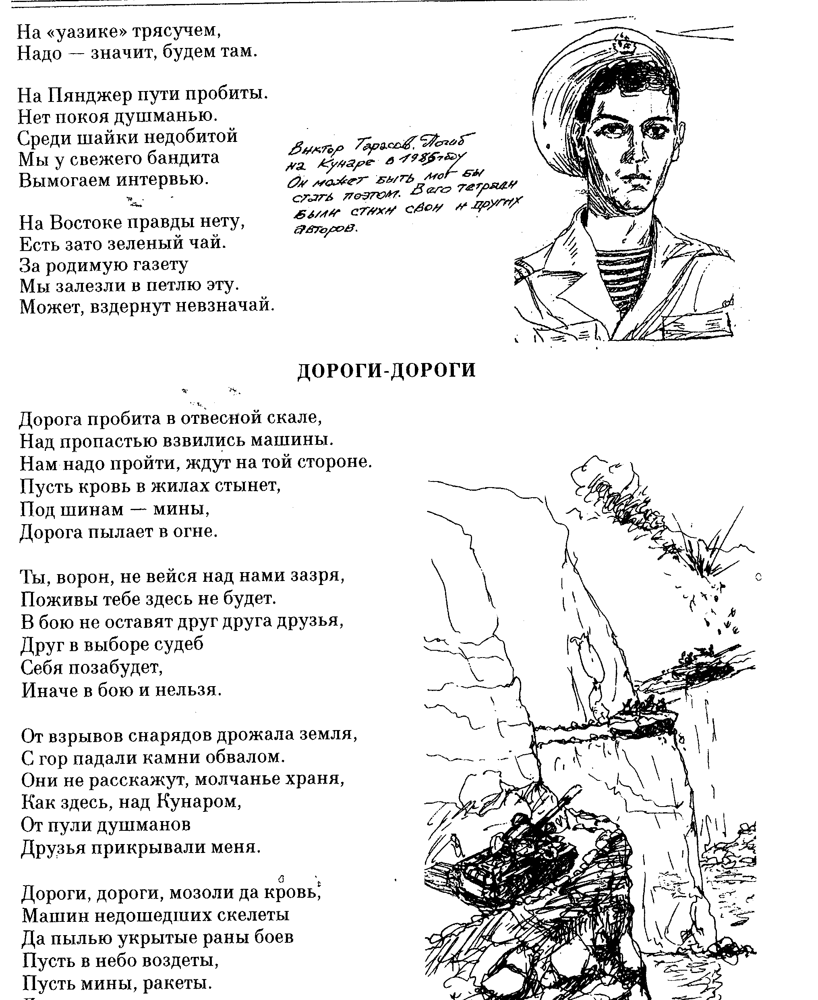 На «уазике» трясучем,
Надо — значит, будем там.
На Пянджер пути пробиты.
Нет покоя душманью.
Среди шайки недобитой
Мы у свежего бандита
Вымогаем интервью.
На Востоке правды нету,
Есть зато зеленый чай.
За родимую газету
Мы залезли в петлю эту.
Может, вздернут невзначай.
Виктор Тарасов. Погиб
на Кунаре в году
Он может быть мог бы
стать поэтом. В его тетради
были стихи свои и других
авторов.
ДОРОГИ-ДОРОГИ
Дорога пробита в отвесной скале,
Над пропастью взвились машины.
Нам надо пройти, ждут на той стороне.
Пусть кровь в жилах стынет,
Под шинам — мины,
Дорога пылает в огне.
Ты, ворон, не вейся над нами зазря,
Поживы тебе здесь не будет.
В бою не оставят друг друга друзья,
Друг в выборе судеб
Себя позабудет,
Иначе в бою и нельзя.
От взрывов снарядов дрожала земля,
С гор падали камни обвалом.
Они не расскажут, молчанье храня,
Как здесь, над Кунаром,
От пули душманов
Друзья прикрывали меня.
Дороги, дороги, мозоли да кровь,
Машин недошедших скелеты
Да пылью укрытые раны боев
Пусть в небо воздеты,
Пусть мины, ракеты.